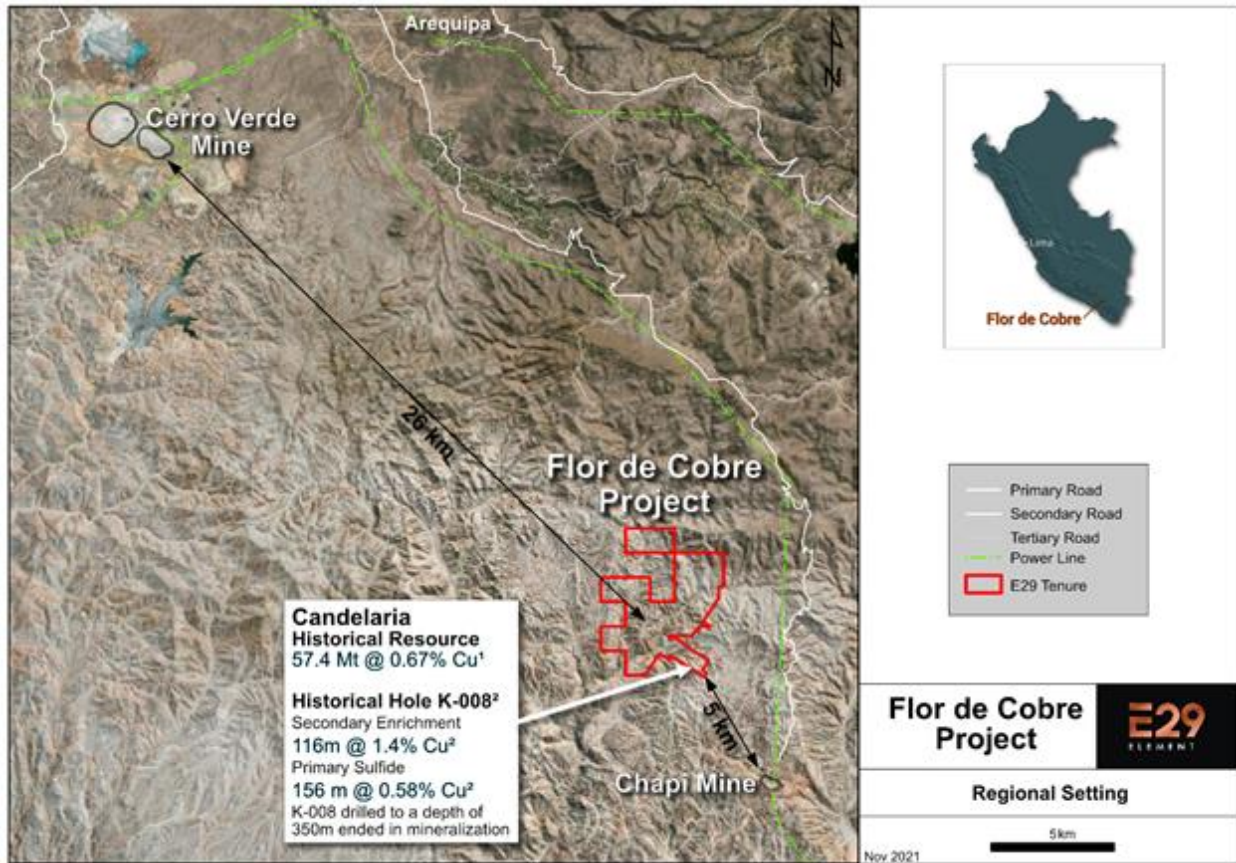 Arequipa
N
Cerro Verde
Mine
26 km
Flor de Cobre
Project
Candelaria
Historical Resource
57.4 Mt @ 0.67% Cu¹
Historical Hole K-008²
Secondary Enrichment
116m @ 1.4% Cu²
Primary Sulfide
156 m @ 0.58% Cu²
K-008 drilled to a depth of
350m ended in mineralization
5 km
Chapi Mine
Lima
Flor de Cobre
Primary Road
Secondary Road
Tertiary Road
Power Line
E29 Tenure
Flor de Cobre
Project
E29
ELEMENT
Regional Setting
Nov 2021
5km